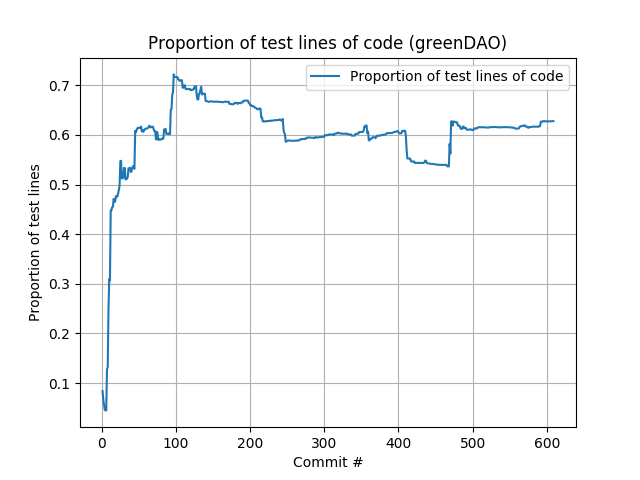 Proportion of test lines of code (greenDAO)
Proportion of test lines of code
0.7
0.6
0.5
0.4
0.3
0.2
0.1
Proportion of test lines
0 100 200 300 400 500 600
Commit #